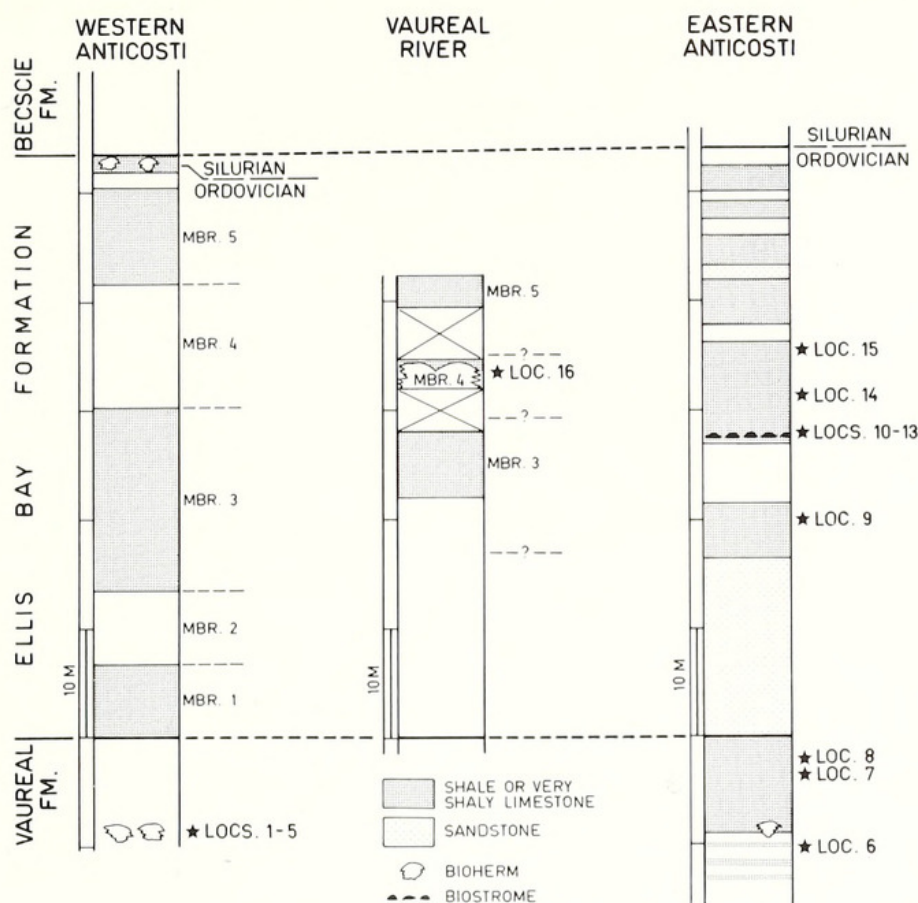 WESTERN
ANTICOSTI
VAUREAL
RIVER
EASTERN
ANTICOSTI
BECSCIE
FM.
SILURIAN
ORDOVICIAN
SILURIAN
ORDOVICIAN
ELLIS BAY FORMATION
MBR. 5
MBR. 4
MBR. 3
MBR. 2
MBR. 1
10 M
MBR. 5
--?--
MBR. 4
★ LOC. 16
--?--
MBR. 3
--?--
10 M
★ LOC. 15
★ LOC. 14
★ LOCS. 10-13
★ LOC. 9
10 M
VAUREAL
FM.
★ LOCS. 1-5
★ LOC. 8
★ LOC. 7
★ LOC. 6
SHALE OR VERY
SHALY LIMESTONE
SANDSTONE
BIOHERM
BIOSTROME